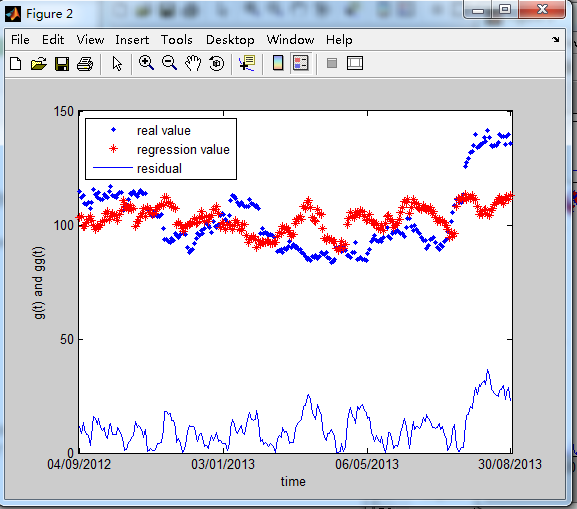 Figure 2
File Edit View Insert Tools Desktop Window Help
150
real value
regression value
residual
100
g(t) and gg(t)
50
0
04/09/2012 03/01/2013 06/05/2013 30/08/2013
time